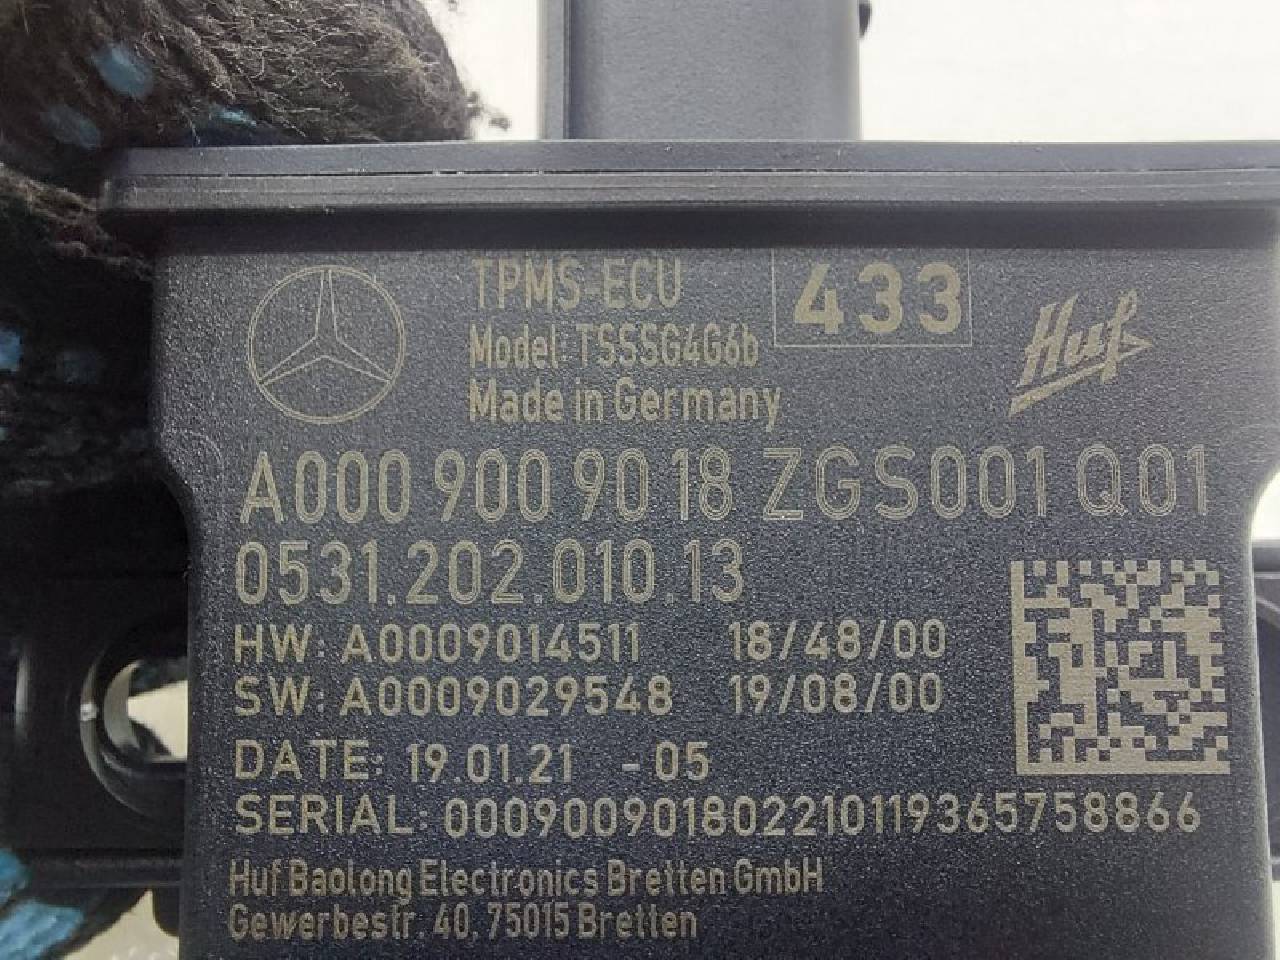 TPMS-ECU
433
Huf
Model: TSSSG4G6b
Made in Germany
A000 900 90 18 ZGS001 Q01
0531.202.010.13
HW: A0009014511 18/48/00
SW: A0009029548 19/08/00
DATE: 19.01.21 -05
SERIAL: 00090090180221011936575886​6
Huf Baolong Electronics Bretten GmbH
Gewerbestr. 40, 75015 Bretten